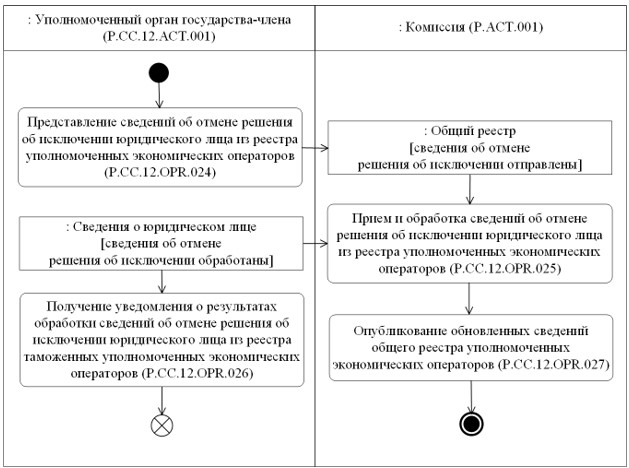 : Уполномоченный орган государства-члена
(P.CC.12.ACT.001)
: Комиссия (P.ACT.001)
Представление сведений об отмене решения
об исключении юридического лица из реестра
уполномоченных экономических операторов
(P.CC.12.OPR.024)
: Общий реестр
[сведения об отмене
решения об исключении отправлены]
: Сведения о юридическом лице
[сведения об отмене
решения об исключении обработаны]
Прием и обработка сведений об отмене
решения об исключении юридического лица
из реестра уполномоченных экономических
операторов (P.CC.12.OPR.025)
Получение уведомления о результатах
обработки сведений об отмене решения об
исключении юридического лица из реестра
таможенных уполномоченных экономических
операторов (P.CC.12.OPR.026)
Опубликование обновленных сведений
общего реестра уполномоченных
экономических операторов (P.CC.12.OPR.027)